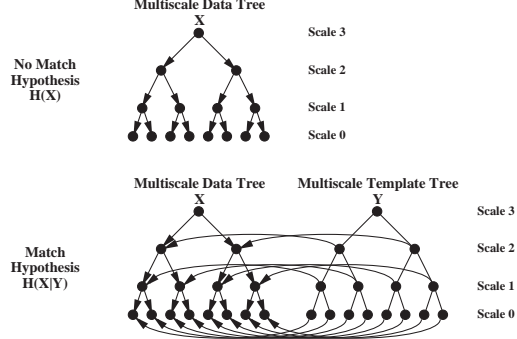 Multiscale Data Tree
X
Scale 3
No Match
Hypothesis
H(X)
Scale 2
Scale 1
Scale 0
Multiscale Data Tree
Multiscale Template Tree
X
Y
Scale 3
Match
Hypothesis
H(X|Y)
Scale 2
Scale 1
Scale 0